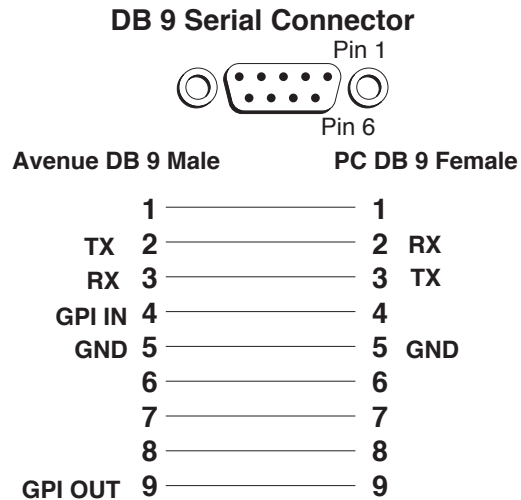 DB 9 Serial Connector
Pin 1
Pin 6
Avenue DB 9 Male PC DB 9 Female
1 1
TX 2 2 RX
RX 3 3 TX
GPI IN 4 4
GND 5 5 GND
6 6
7 7
8 8
GPI OUT 9 9